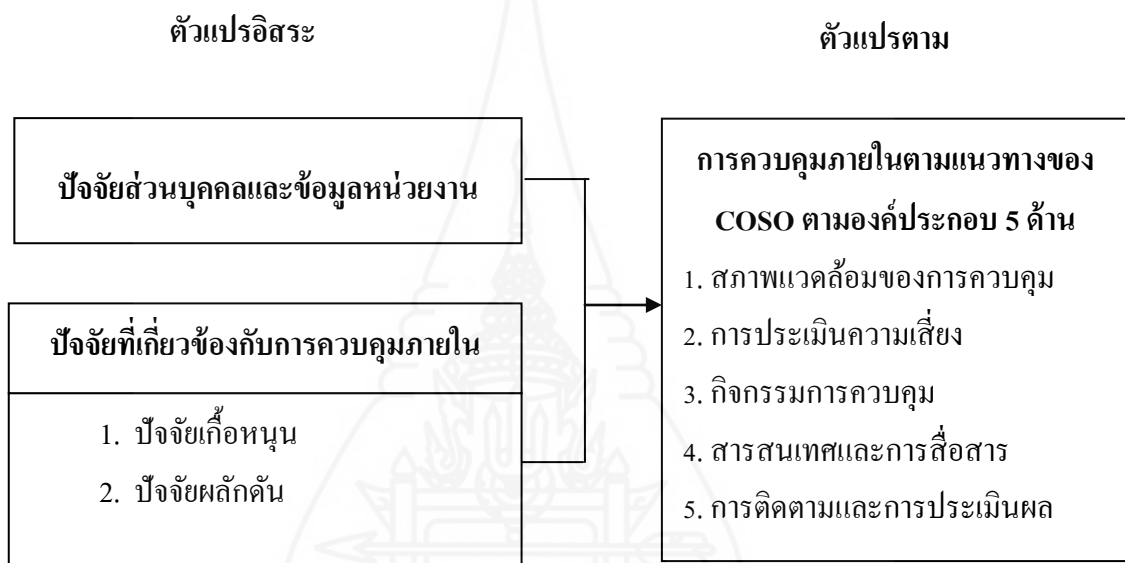 ตัวแปรอิสระ
ตัวแปรตาม
ปัจจัยส่วนบุคคลและข้อมูลหน่วยงาน
ปัจจัยที่เกี่ยวข้องกับการควบคุมภายใน
1. ปัจจัยเกื้อหนุน
2. ปัจจัยผลักดัน
การควบคุมภายในตามแนวทางของ
COSO ตามองค์ประกอบ 5 ด้าน
1. สภาพแวดล้อมของการควบคุม
2. การประเมินความเสี่ยง
3. กิจกรรมการควบคุม
4. สารสนเทศและการสื่อสาร
5. การติดตามและการประเมินผล